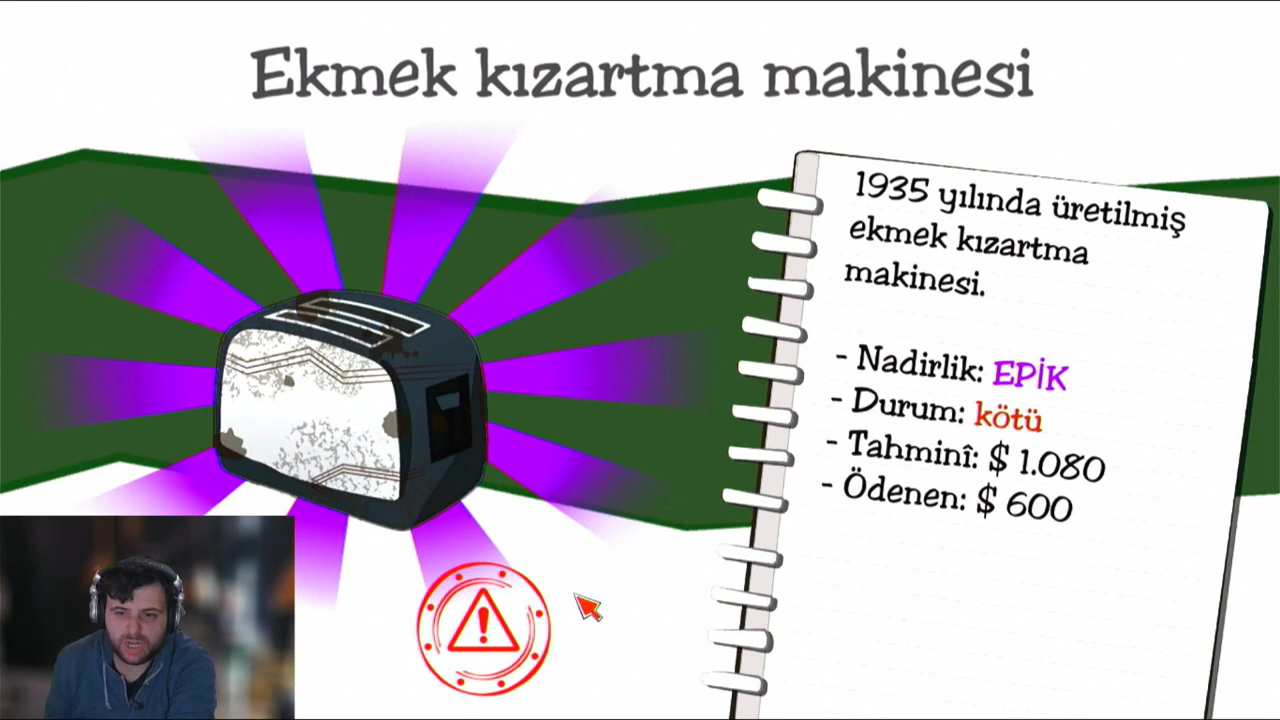 Ekmek kızartma makinesi
1935 yılında üretilmiş
ekmek kızartma
makinesi.
- Nadirlik: EPİK
- Durum: kötü
- Tahminî: $ 1.080
- Ödenen: $ 600